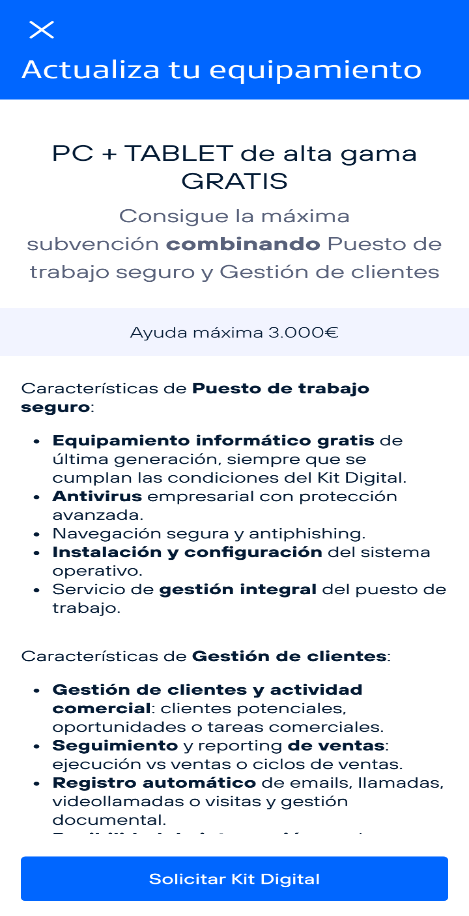 Actualiza tu equipamiento
PC + TABLET de alta gama
GRATIS
Consigue la máxima
subvención combinando Puesto de
trabajo seguro y Gestión de clientes
Ayuda máxima 3.000€
Características de Puesto de trabajo
seguro:
• Equipamiento informático gratis de
última generación, siempre que se
cumplan las condiciones del Kit Digital.
• Antivirus empresarial con protección
avanzada.
• Navegación segura y antiphishing.
• Instalación y configuración del sistema
operativo.
• Servicio de gestión integral del puesto de
trabajo.
Características de Gestión de clientes:
• Gestión de clientes y actividad
comercial: clientes potenciales,
oportunidades o tareas comerciales.
• Seguimiento y reporting de ventas:
ejecución vs ventas o ciclos de ventas.
• Registro automático de emails, llamadas,
videollamadas o visitas y gestión
documental.
Solicitar Kit Digital